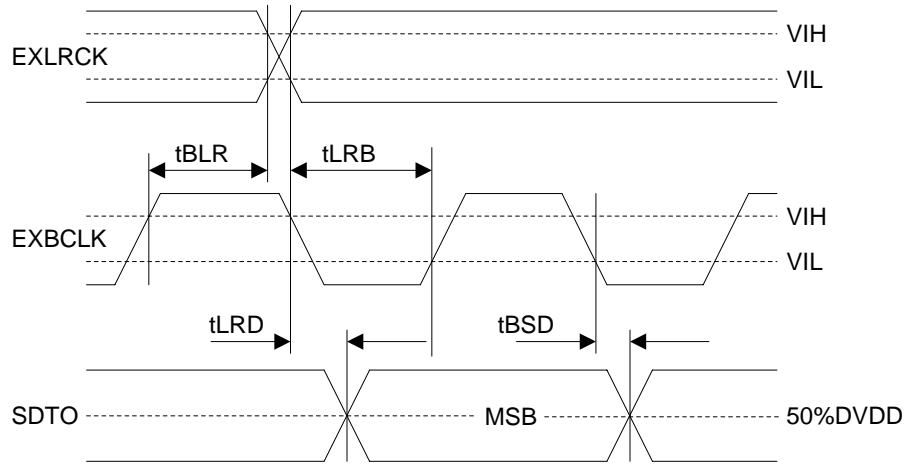 EXLRCK
VIH
VIL
tBLR
tLRB
EXBCLK
VIH
VIL
tLRD
tBSD
SDTO
MSB
50%DVDD